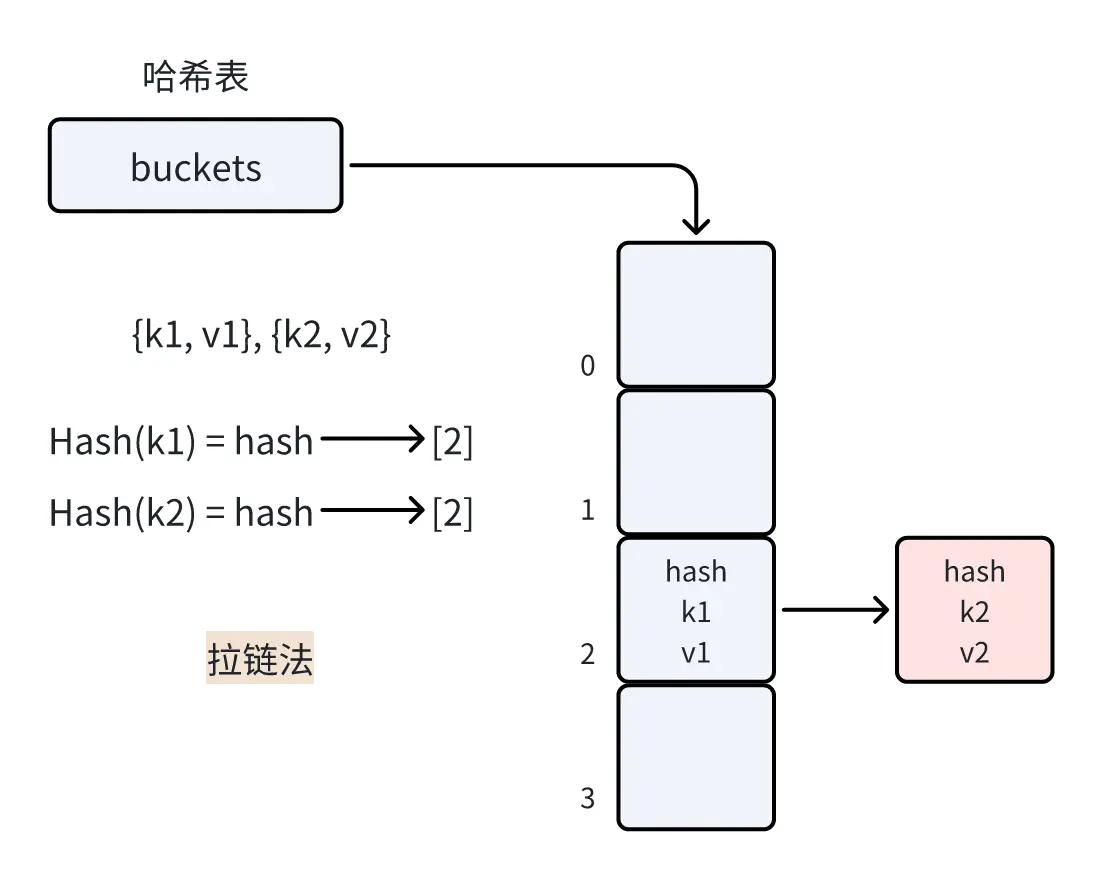 哈希表
buckets
{k1, v1}, {k2, v2}
Hash(k1) = hash
[2]
Hash(k2) = hash
[2]
拉链法
0
1
2
3
hash
k1
v1
hash
k2
v2